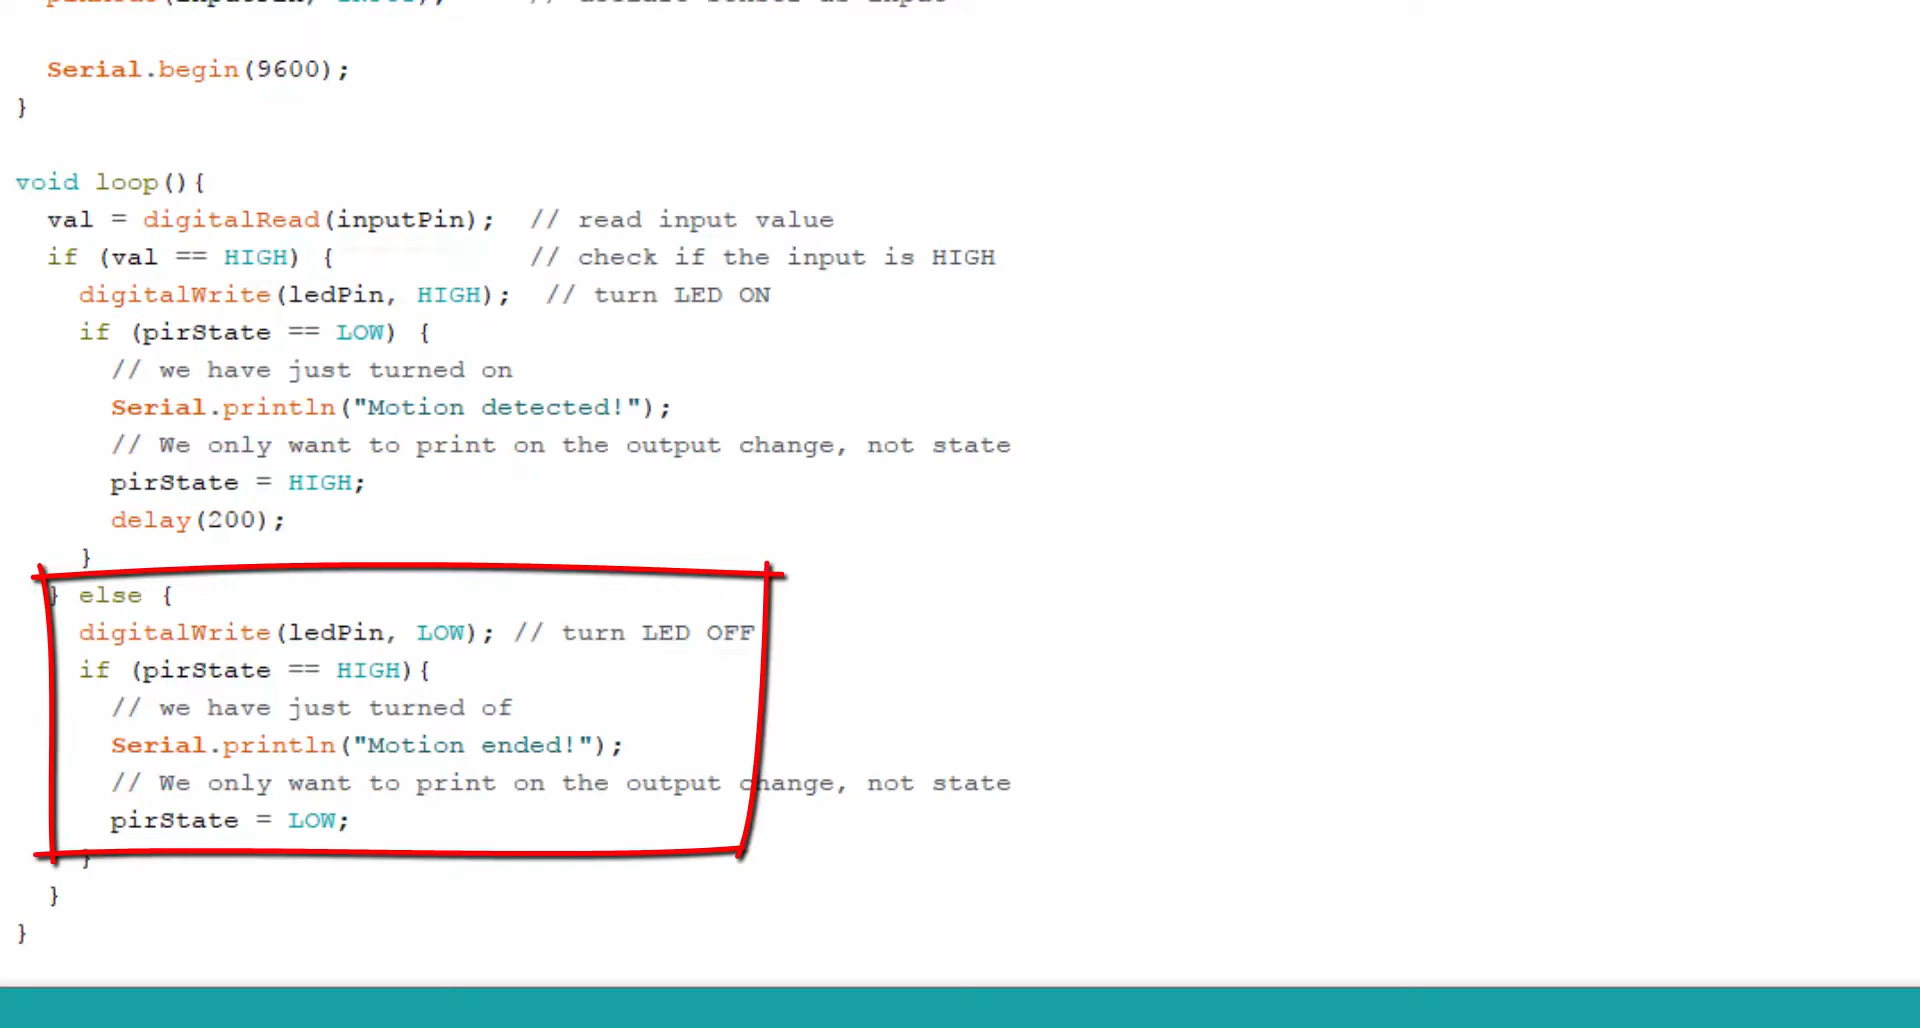 Serial.begin(9600);
}
void loop(){
val = digitalRead(inputPin); // read input value
if (val == HIGH) { // check if the input is HIGH
digitalWrite(ledPin, HIGH); // turn LED ON
if (pirState == LOW) {
// we have just turned on
Serial.println("Motion detected!");
// We only want to print on the output change, not state
pirState = HIGH;
delay(200);
}
} else {
digitalWrite(ledPin, LOW); // turn LED OFF
if (pirState == HIGH){
// we have just turned of
Serial.println("Motion ended!");
// We only want to print on the output change, not state
pirState = LOW;
}
}
}